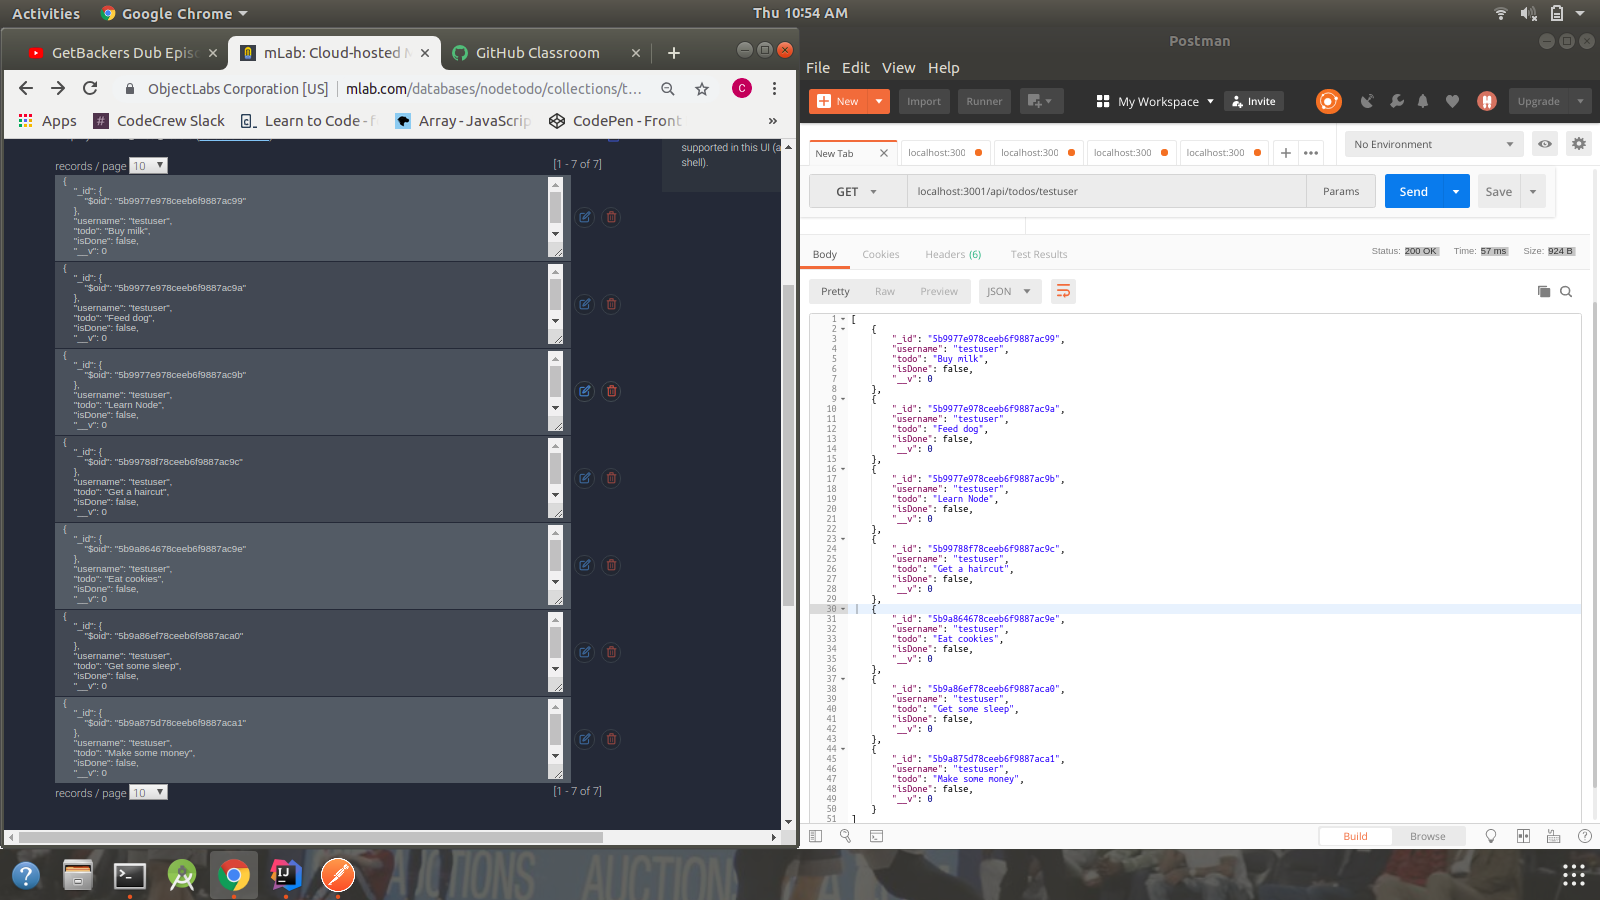 Activities
Google Chrome
Thu 10:54 AM
GetBackers Dub Epis
mLab: Cloud-hosted M
GitHub Classroom
ObjectLabs Corporation [US]
mlab.com/databases/nodetodo/collections/t...
Apps
CodeCrew Slack
Learn to Code - f
Array - JavaScrip
CodePen - Front
»
supported in this UI (a
shell).
records / page 10
[1 - 7 of 7]
{
"_id": {
"$oid": "5b9977e978ceeb6f9887ac99"
},
"username": "testuser",
"todo": "Buy milk",
"isDone": false,
"__v": 0
{
"_id": {
"$oid": "5b9977e978ceeb6f9887ac9a"
},
"username": "testuser",
"todo": "Feed dog",
"isDone": false,
"__v": 0
{
"_id": {
"$oid": "5b9977e978ceeb6f9887ac9b"
},
"username": "testuser",
"todo": "Learn Node",
"isDone": false,
"__v": 0
{
"_id": {
"$oid": "5b99788f78ceeb6f9887ac9c"
},
"username": "testuser",
"todo": "Get a haircut",
"isDone": false,
"__v": 0
{
"_id": {
"$oid": "5b9a864678ceeb6f9887ac9e"
},
"username": "testuser",
"todo": "Eat cookies",
"isDone": false,
"__v": 0
{
"_id": {
"$oid": "5b9a86ef78ceeb6f9887aca0"
},
"username": "testuser",
"todo": "Get some sleep",
"isDone": false,
"__v": 0
{
"_id": {
"$oid": "5b9a875d78ceeb6f9887aca1"
},
"username": "testuser",
"todo": "Make some money",
"isDone": false,
"__v": 0
records / page 10
[1 - 7 of 7]
Postman
File Edit View Help
New
Import
Runner
My Workspace
Invite
Upgrade
New Tab
localhost:300
localhost:300
localhost:300
localhost:300
No Environment
GET
localhost:3001/api/todos/testuser
Params
Send
Save
Body
Cookies
Headers (6)
Test Results
Status: 200 OK
Time: 57 ms
Size: 924 B
Pretty
Raw
Preview
JSON
1 [
2 {
3 "_id": "5b9977e978ceeb6f9887ac99",
4 "username": "testuser",
5 "todo": "Buy milk",
6 "isDone": false,
7 "__v": 0
8 },
9 {
10 "_id": "5b9977e978ceeb6f9887ac9a",
11 "username": "testuser",
12 "todo": "Feed dog",
13 "isDone": false,
14 "__v": 0
15 },
16 {
17 "_id": "5b9977e978ceeb6f9887ac9b",
18 "username": "testuser",
19 "todo": "Learn Node",
20 "isDone": false,
21 "__v": 0
22 },
23 {
24 "_id": "5b99788f78ceeb6f9887ac9c",
25 "username": "testuser",
26 "todo": "Get a haircut",
27 "isDone": false,
28 "__v": 0
29 },
30 {
31 "_id": "5b9a864678ceeb6f9887ac9e",
32 "username": "testuser",
33 "todo": "Eat cookies",
34 "isDone": false,
35 "__v": 0
36 },
37 {
38 "_id": "5b9a86ef78ceeb6f9887aca0",
39 "username": "testuser",
40 "todo": "Get some sleep",
41 "isDone": false,
42 "__v": 0
43 },
44 {
45 "_id": "5b9a875d78ceeb6f9887aca1",
46 "username": "testuser",
47 "todo": "Make some money",
48 "isDone": false,
49 "__v": 0
50 }
51 ]
Build
Browse
AUCTIONS AUCTION